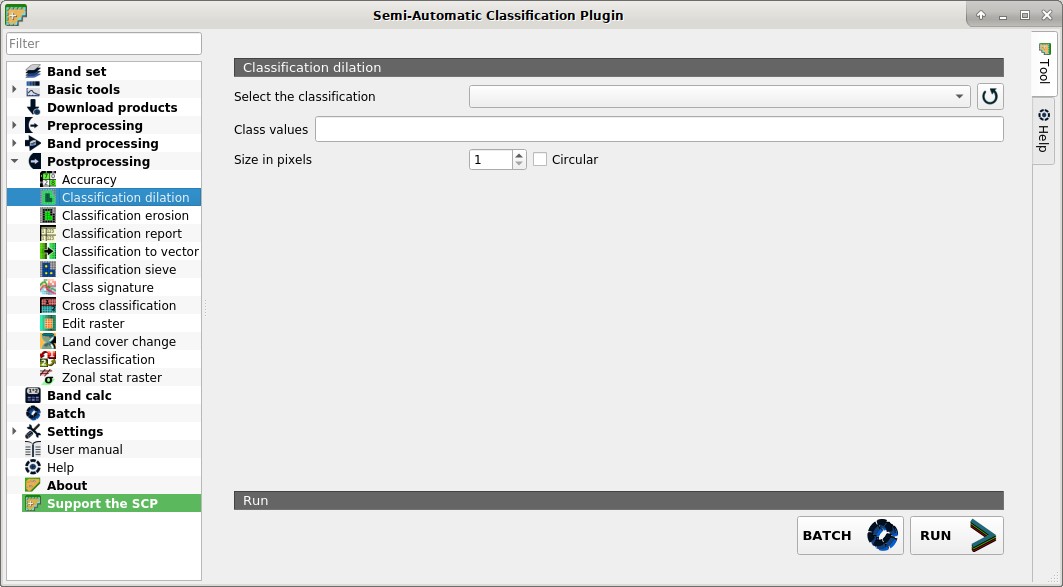 Semi-Automatic Classification Plugin
Filter
Band set
Basic tools
Download products
Preprocessing
Band processing
Postprocessing
Accuracy
Classification dilation
Classification erosion
Classification report
Classification to vector
Classification sieve
Class signature
Cross classification
Edit raster
Land cover change
Reclassification
Zonal stat raster
Band calc
Batch
Settings
User manual
Help
About
Support the SCP
Classification dilation
Select the classification
Class values
Size in pixels 1 Circular
Run
BATCH RUN
Tool
Help